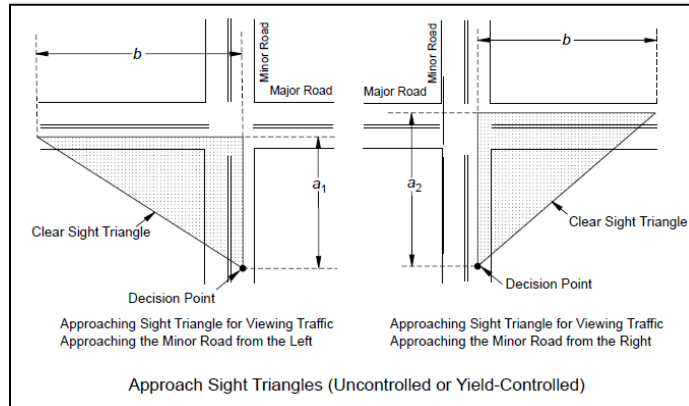 b
Minor Road
Major Road
a1
Clear Sight Triangle
Decision Point
Approaching Sight Triangle for Viewing Traffic
Approaching the Minor Road from the Left
b
Minor Road
Major Road
a2
Clear Sight Triangle
Decision Point
Approaching Sight Triangle for Viewing Traffic
Approaching the Minor Road from the Right
Approach Sight Triangles (Uncontrolled or Yield-Controlled)